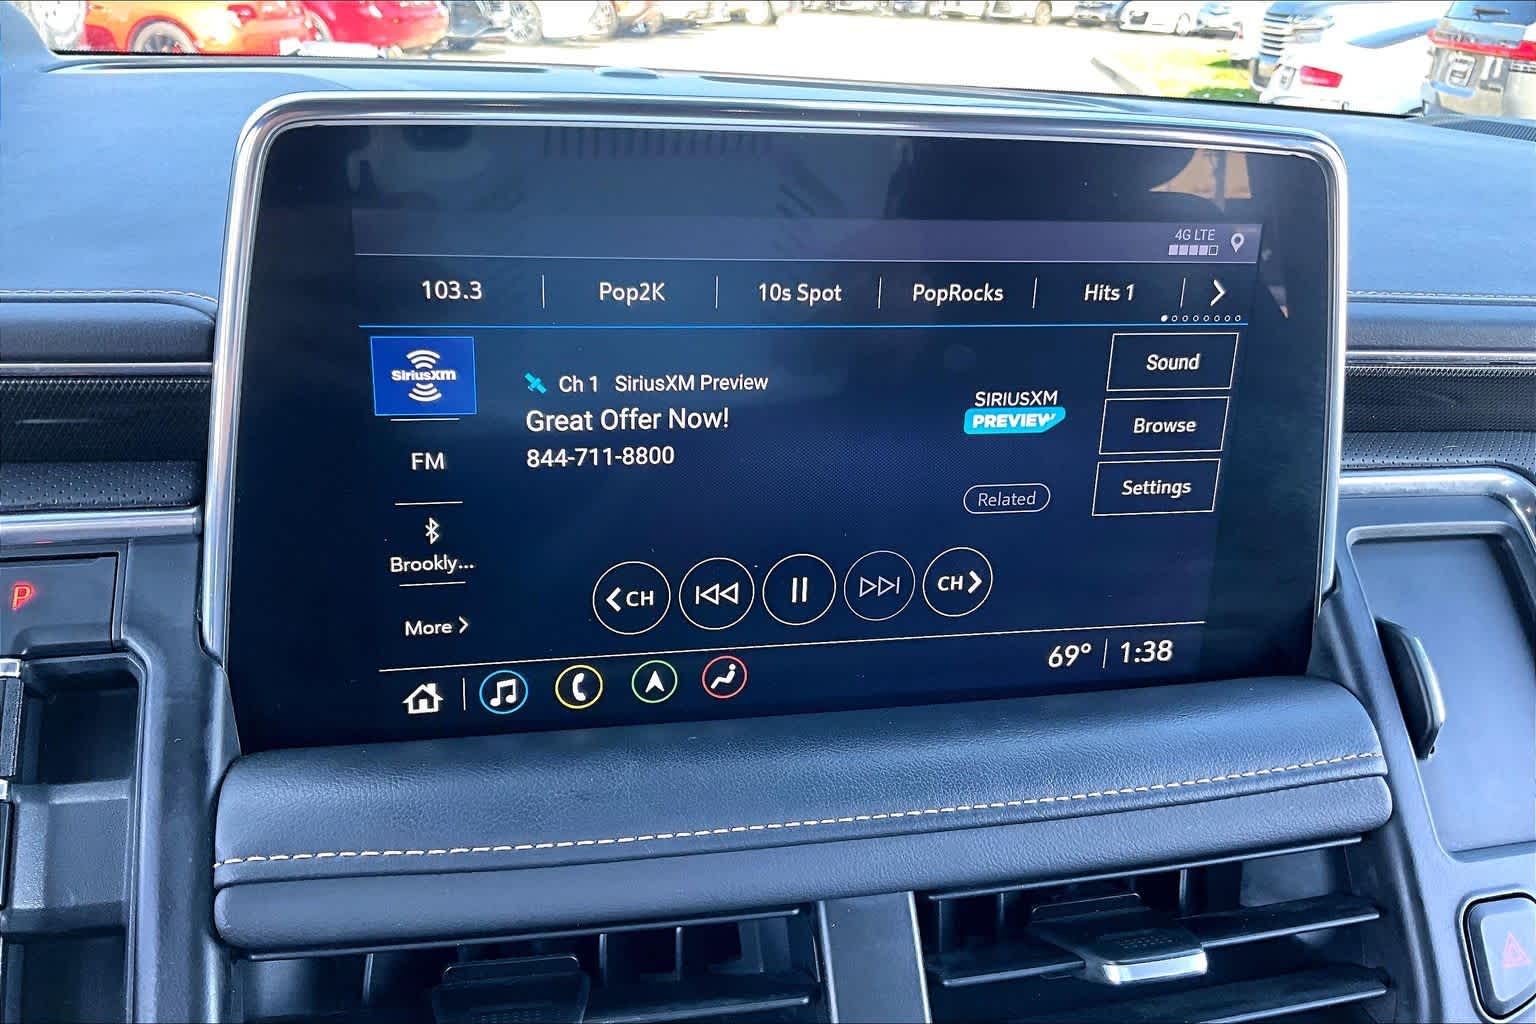 4G LTE
103.3
Pop2K
10s Spot
PopRocks
Hits 1
SiriusXM
Ch 1 SiriusXM Preview
Great Offer Now!
844-711-8800
SIRIUSXM
PREVIEW
Related
Sound
Browse
Settings
FM
Brookly...
More
CH
CH
69° 1:38
P